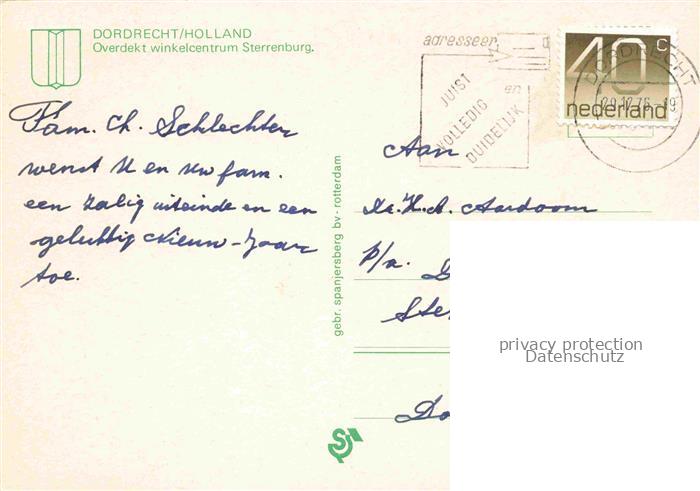 DORDRECHT/HOLLAND
Overdekt winkelcentrum Sterrenburg.
Fam. Ch. Schlechter
wenst U en Uw fam.
een zalig uiteinde en een
gelukkig Nieuw-Jaar
toe.
gebr. spanjersberg bv - rotterdam
adresseer
JUIST
VOLLEDIG
en
DUIDELIJK
40c
nederland
DORDRECHT
Aan
A. Aardoom
p/a.
privacy protection
Datenschutz